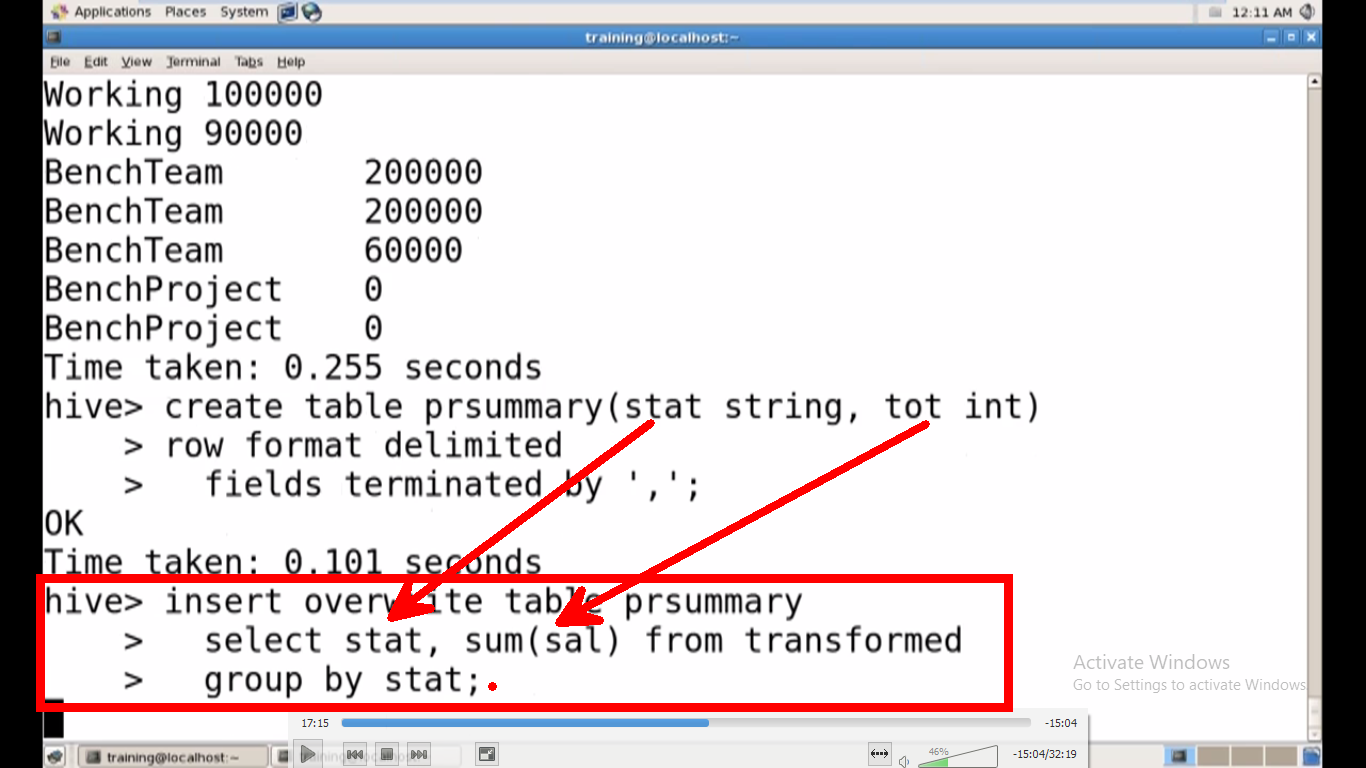 Applications Places System 12:11 AM
training@localhost:~
File Edit View Terminal Tabs Help
Working 100000
Working 90000
BenchTeam 200000
BenchTeam 200000
BenchTeam 60000
BenchProject 0
BenchProject 0
Time taken: 0.255 seconds
hive> create table prsummary(stat string, tot int)
> row format delimited
> fields terminated by ',';
OK
Time taken: 0.101 seconds
hive> insert overwrite table prsummary
> select stat, sum(sal) from transformed
> group by stat;
Activate Windows
Go to Settings to activate Windows
17:15 -15:04
46% -15:04/32:19
training@localhost:~